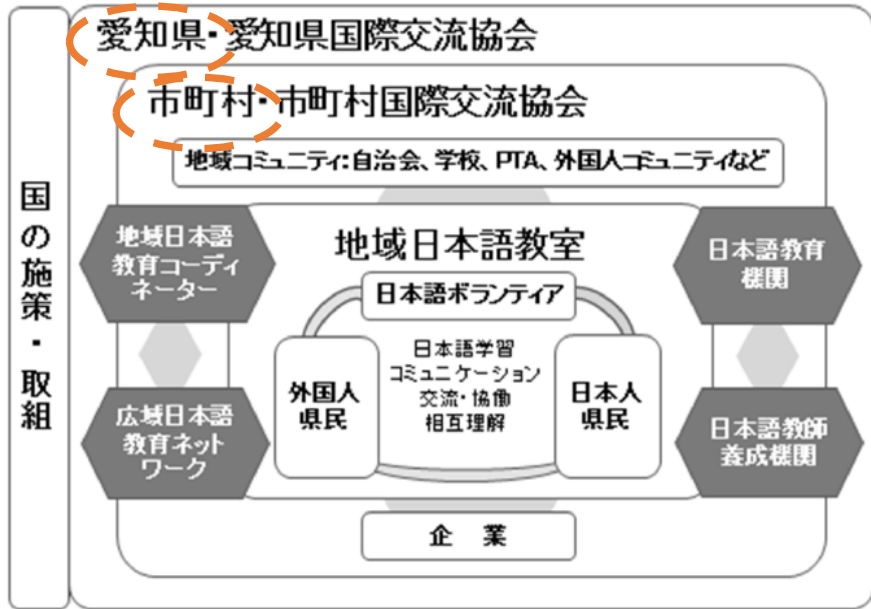 愛知県・愛知県国際交流協会
市町村・市町村国際交流協会
地域コミュニティ:自治会、学校、PTA、外国人コミュニティなど
国の施策・取組
地域日本語
教育コーディ
ネーター
地域日本語教室
日本語教育
機関
日本語ボランティア
外国人
県民
日本語学習
コミュニケーション
交流・協働
相互理解
日本人
県民
広域日本語
教育ネット
ワーク
日本語教師
養成機関
企 業